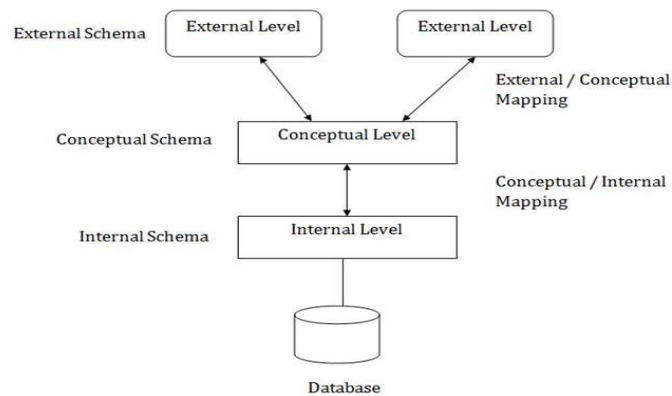 External Schema
External Level
External Level
External / Conceptual
Mapping
Conceptual Schema
Conceptual Level
Conceptual / Internal
Mapping
Internal Schema
Internal Level
Database